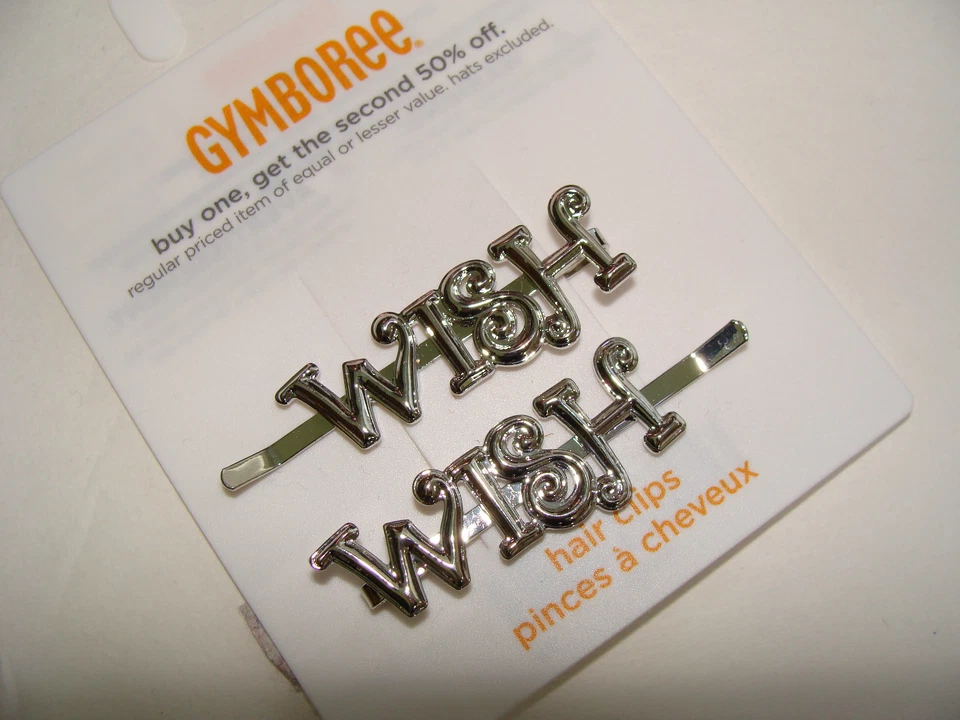 GYMBORee®
buy one, get the second 50% off.
regular priced item of equal or lesser value. hats excluded.
WISH
WISH
hair clips
pinces à cheveux